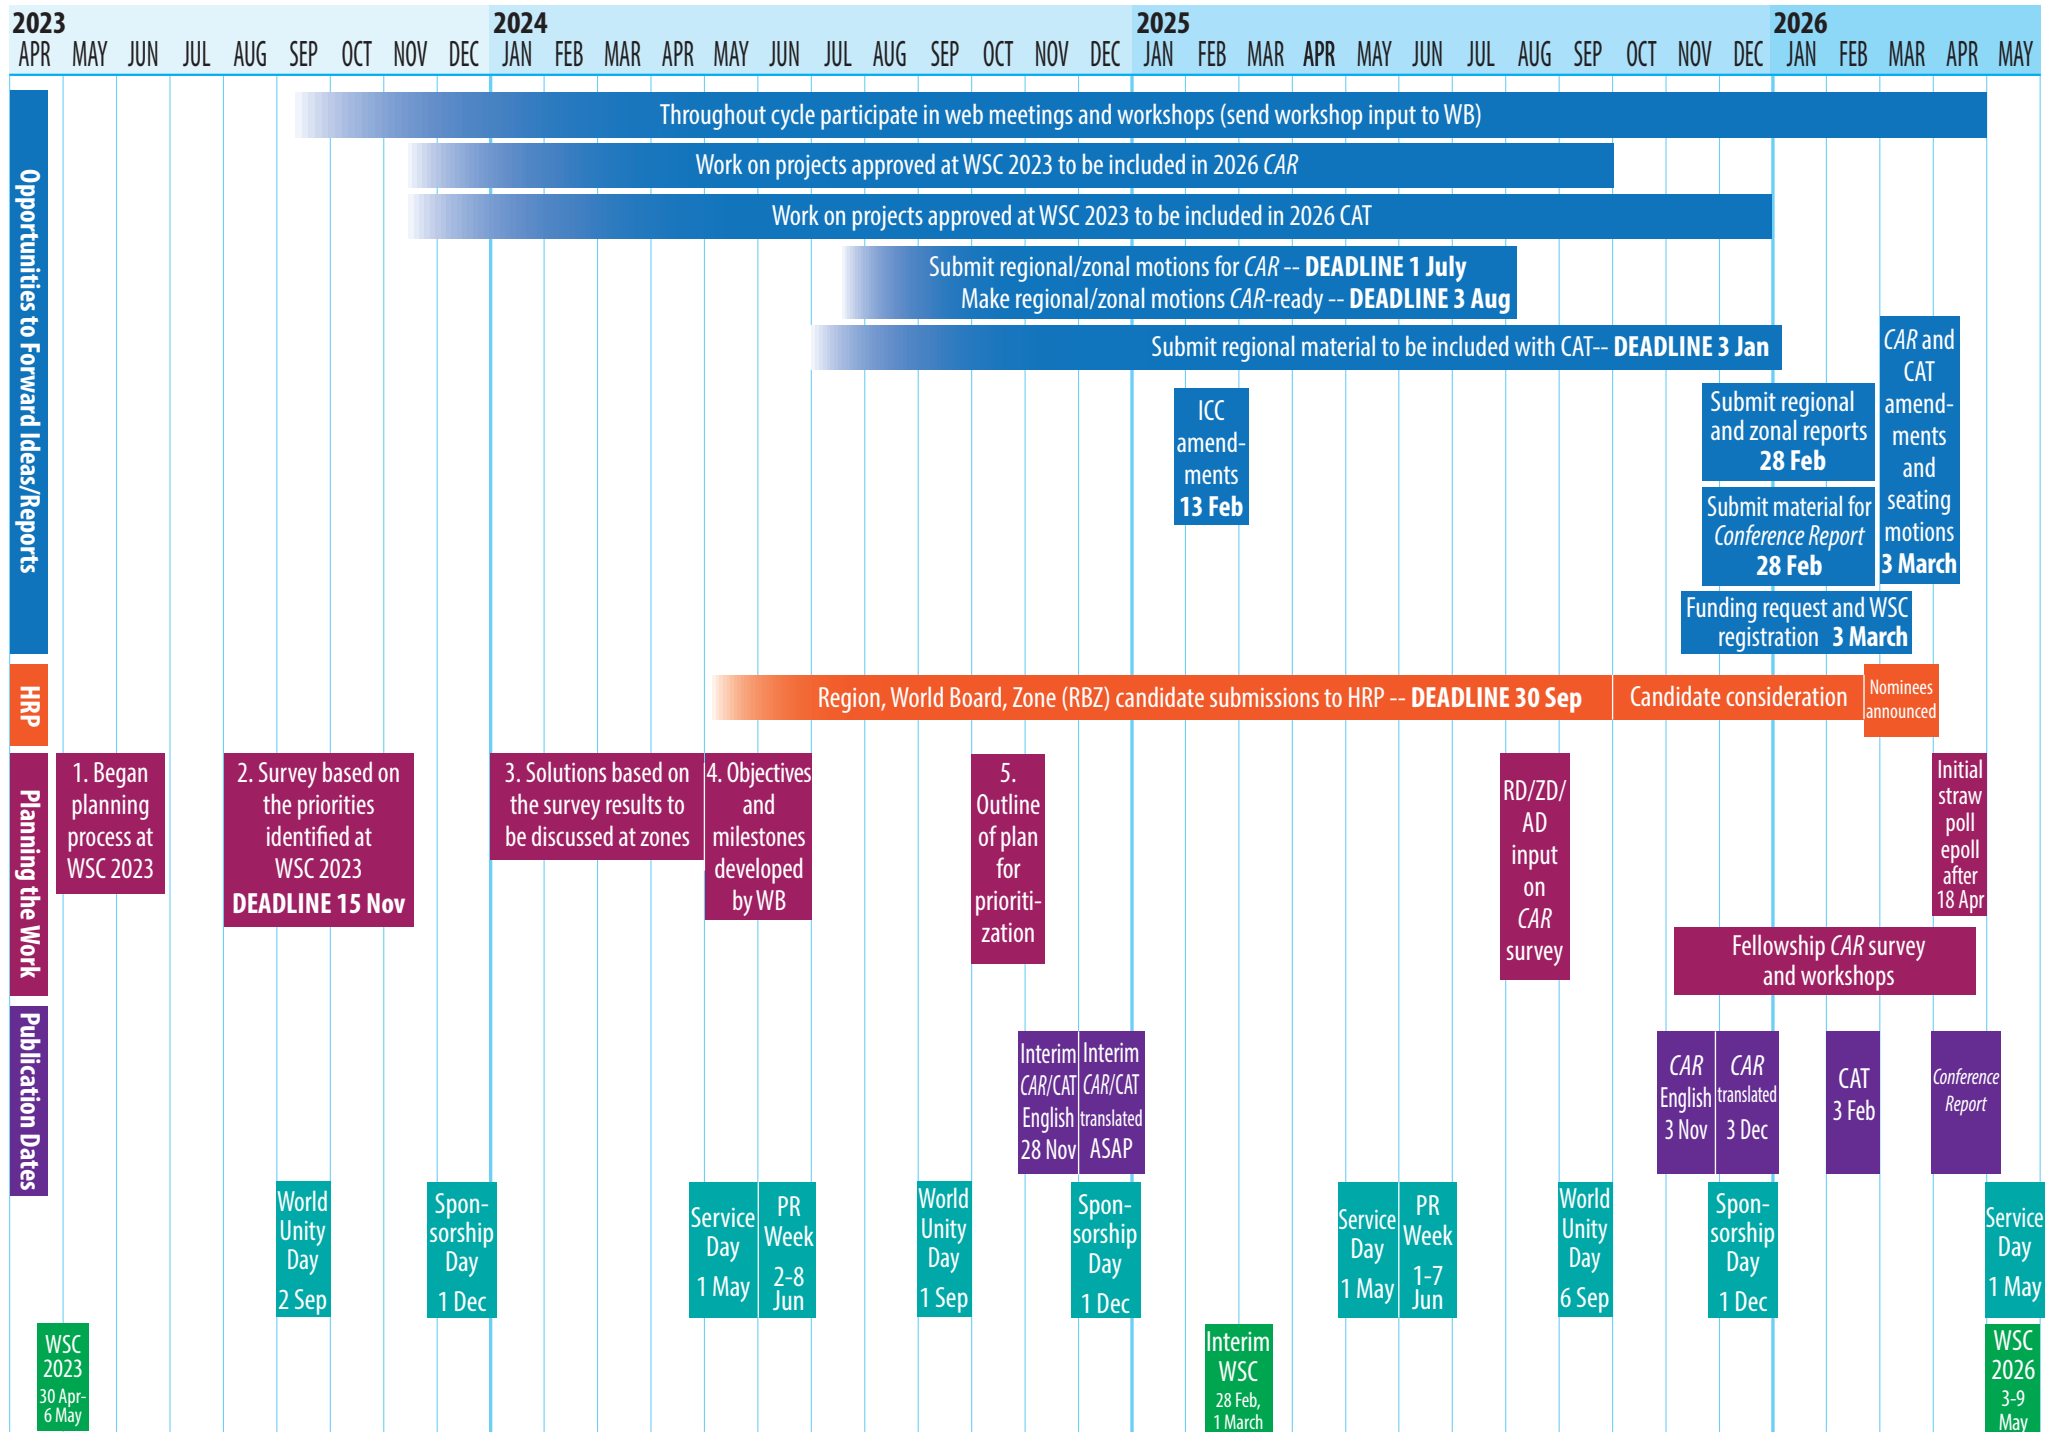 2023
2024
2025
2026
APR MAY JUN JUL AUG SEP OCT NOV DEC JAN FEB MAR APR MAY JUN JUL AUG SEP OCT NOV DEC JAN FEB MAR APR MAY JUN JUL AUG SEP OCT NOV DEC JAN FEB MAR APR MAY
Opportunities to Forward Ideas/Reports
Throughout cycle participate in web meetings and workshops (send workshop input to WB)
Work on projects approved at WSC 2023 to be included in 2026 CAR
Work on projects approved at WSC 2023 to be included in 2026 CAT
Submit regional/zonal motions for CAR -- DEADLINE 1 July
Make regional/zonal motions CAR-ready -- DEADLINE 3 Aug
Submit regional material to be included with CAT-- DEADLINE 3 Jan
ICC
amend-
ments
13 Feb
Submit regional
and zonal reports
28 Feb
Submit material for
Conference Report
28 Feb
CAR and
CAT
amend-
ments
and
seating
motions
3 March
Funding request and WSC
registration 3 March
HRP
Region, World Board, Zone (RBZ) candidate submissions to HRP -- DEADLINE 30 Sep
Candidate consideration
Nominees
announced
Planning the Work
1. Began
planning
process at
WSC 2023
2. Survey based on
the priorities
identified at
WSC 2023
DEADLINE 15 Nov
3. Solutions based on
the survey results to
be discussed at zones
4. Objectives
and
milestones
developed
by WB
5.
Outline
of plan
for
prioriti-
zation
RD/ZD/
AD
input
on
CAR
survey
Initial
straw
poll
epoll
after
18 Apr
Fellowship CAR survey
and workshops
Publication Dates
Interim
CAR/CAT
English
28 Nov
Interim
CAR/CAT
translated
ASAP
CAR
English
3 Nov
CAR
translated
3 Dec
CAT
3 Feb
Conference
Report
World
Unity
Day
2 Sep
Spon-
sorship
Day
1 Dec
Service
Day
1 May
PR
Week
2-8
Jun
World
Unity
Day
1 Sep
Spon-
sorship
Day
1 Dec
Service
Day
1 May
PR
Week
1-7
Jun
World
Unity
Day
6 Sep
Spon-
sorship
Day
1 Dec
Service
Day
1 May
WSC
2023
30 Apr-
6 May
Interim
WSC
28 Feb,
1 March
WSC
2026
3-9
May